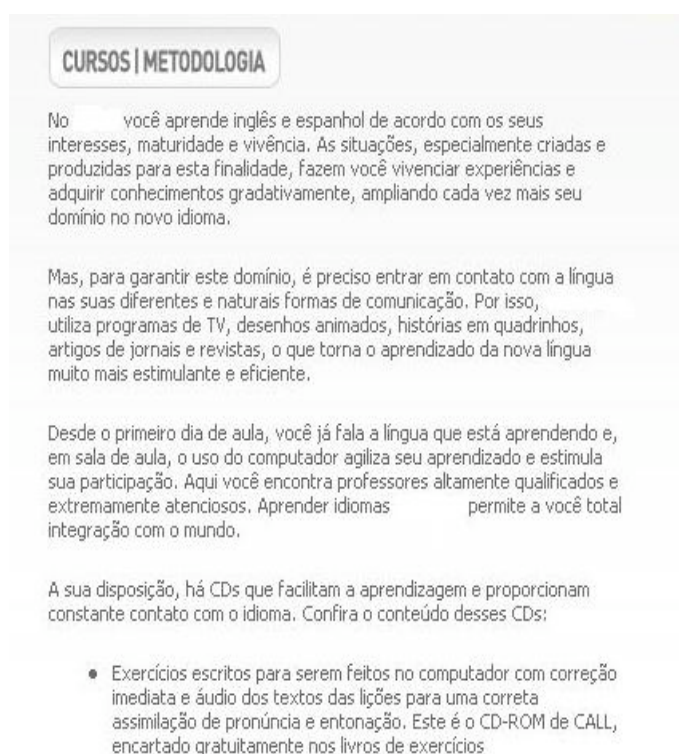 CURSOS | METODOLOGIA
No você aprende inglês e espanhol de acordo com os seus
interesses, maturidade e vivência. As situações, especialmente criadas e
produzidas para esta finalidade, fazem você vivenciar experiências e
adquirir conhecimentos gradativamente, ampliando cada vez mais seu
domínio no novo idioma.
Mas, para garantir este domínio, é preciso entrar em contato com a língua
nas suas diferentes e naturais formas de comunicação. Por isso,
utiliza programas de TV, desenhos animados, histórias em quadrinhos,
artigos de jornais e revistas, o que torna o aprendizado da nova língua
muito mais estimulante e eficiente.
Desde o primeiro dia de aula, você já fala a língua que está aprendendo e,
em sala de aula, o uso do computador agiliza seu aprendizado e estimula
sua participação. Aqui você encontra professores altamente qualificados e
extremamente atenciosos. Aprender idiomas permite a você total
integração com o mundo.
A sua disposição, há CDs que facilitam a aprendizagem e proporcionam
constante contato com o idioma. Confira o conteúdo desses CDs:
• Exercícios escritos para serem feitos no computador com correção
imediata e áudio dos textos das lições para uma correta
assimilação de pronúncia e entonação. Este é o CD-ROM de CALL,
encartado gratuitamente nos livros de exercícios